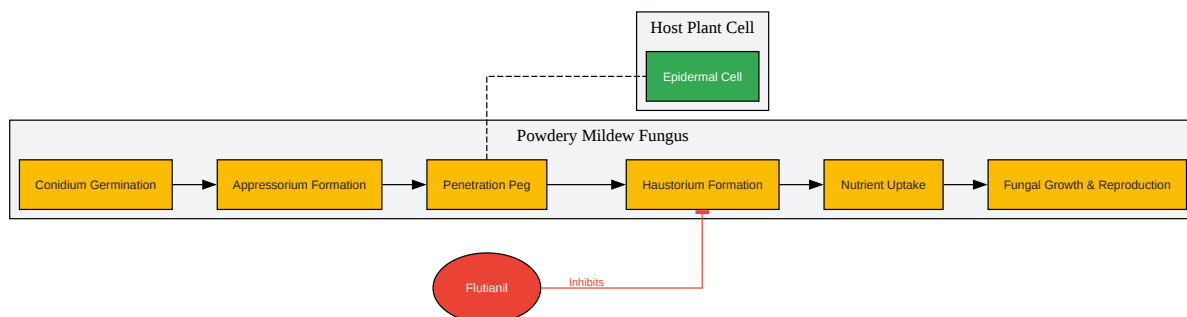 Host Plant Cell
Epidermal Cell
Powdery Mildew Fungus
Conidium Germination
Appressorium Formation
Penetration Peg
Haustorium Formation
Nutrient Uptake
Fungal Growth & Reproduction
Inhibits
Flutianil